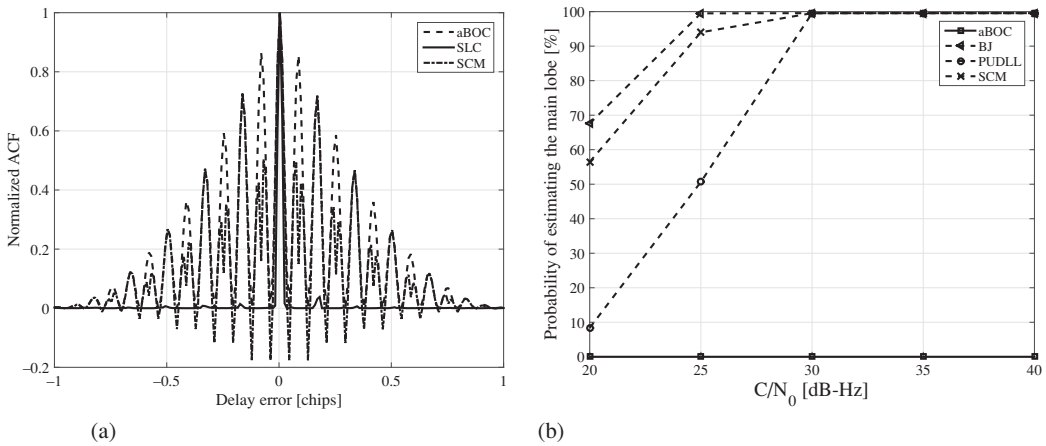 Normalized ACF
1
0.8
0.6
0.4
0.2
0
−0.2
−1
−0.5
0
0.5
1
Delay error [chips]
aBOC
SLC
SCM
(a)
Probability of estimating the main lobe [%]
100
90
80
70
60
50
40
30
20
10
0
20
25
30
35
40
C/N0 [dB-Hz]
aBOC
BJ
PUDLL
SCM
(b)